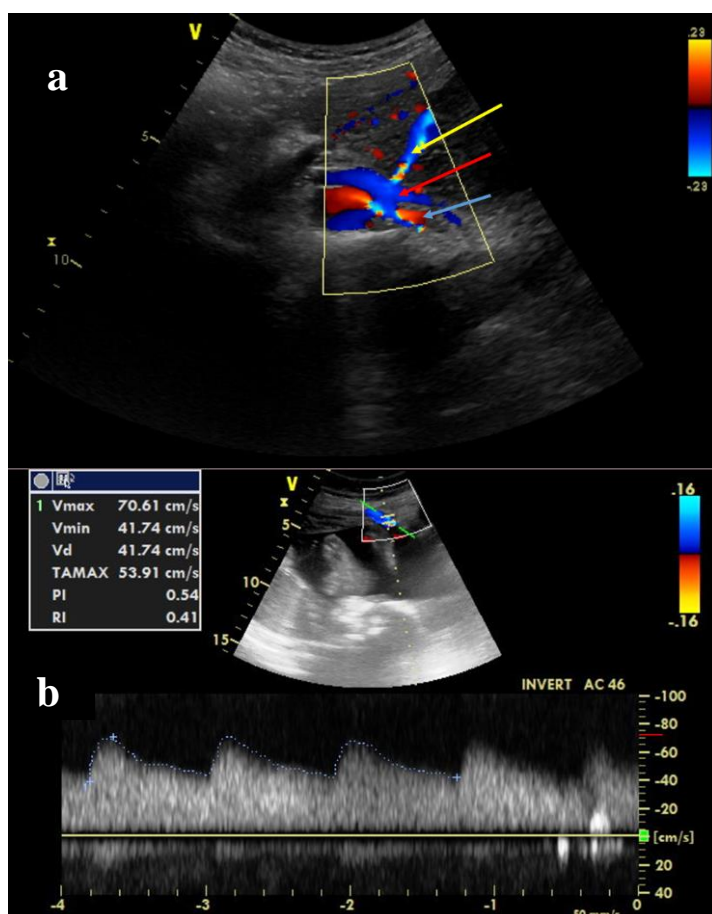 V
.23
a
5
10
-.23
V
.16
1 Vmax 70.61 cm/s
Vmin 41.74 cm/s
Vd 41.74 cm/s
TAMAX 53.91 cm/s
PI 0.54
RI 0.41
5
10
15
-.16
b
INVERT AC 46
-100
-80
-60
-40
-20
[cm/s]
20
40
-4 -3 -2 -1 0